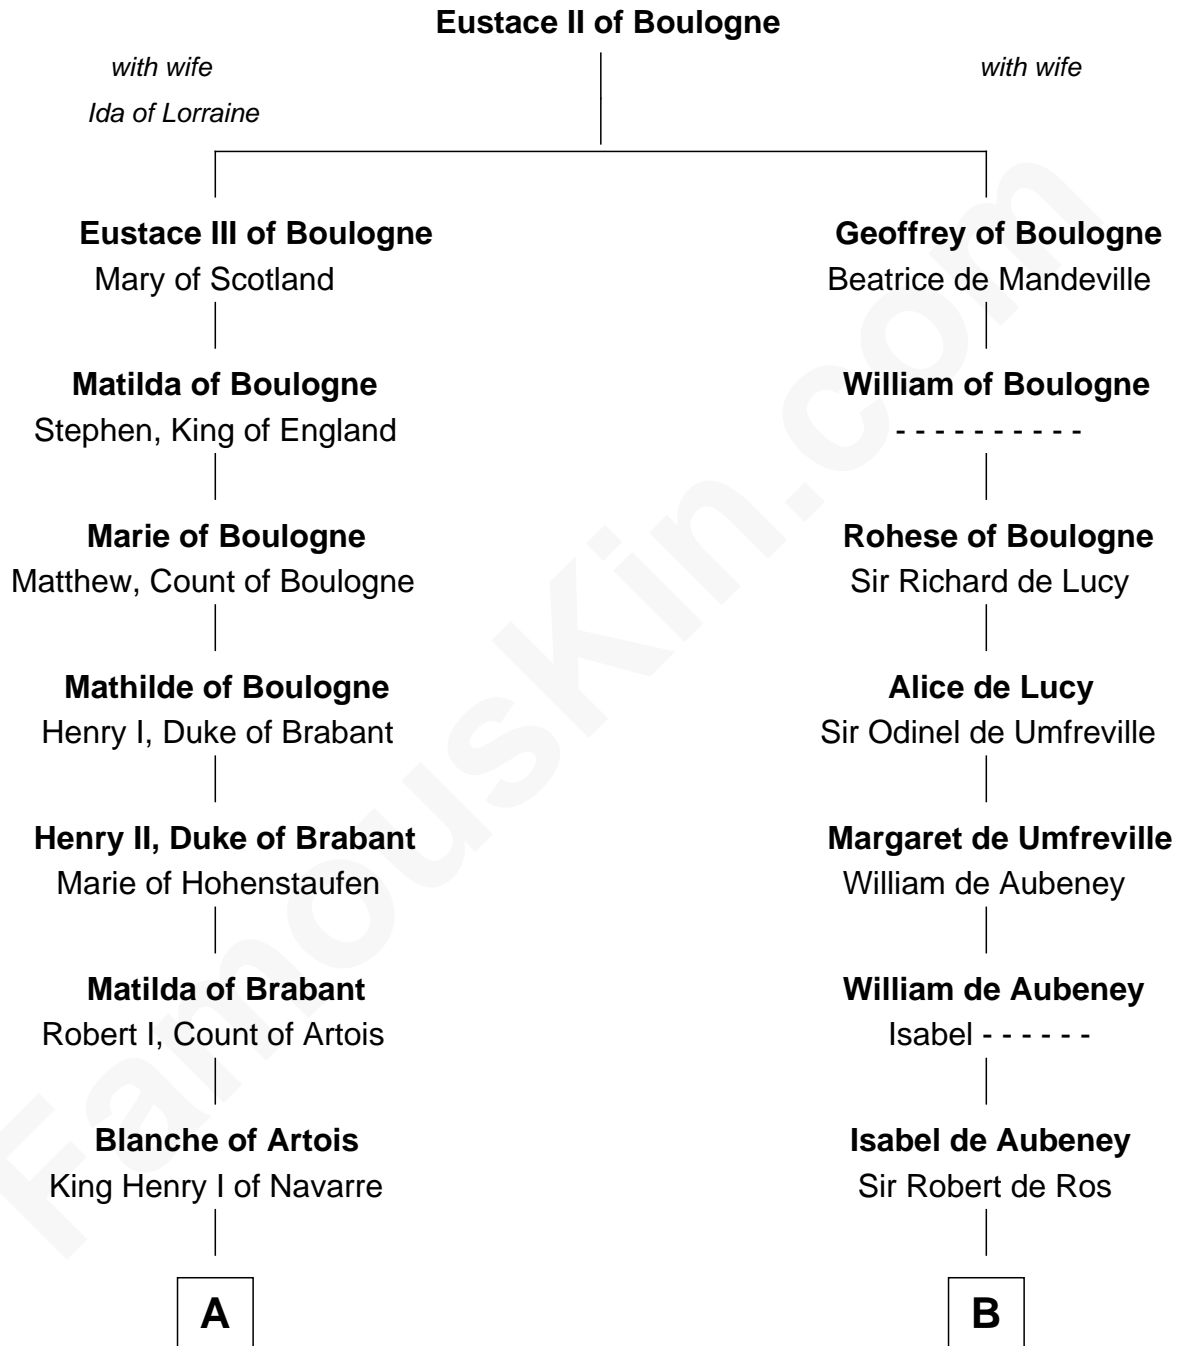 Eustace II of Boulogne
with wife
Ida of Lorraine
with wife
Eustace III of Boulogne
Mary of Scotland
Geoffrey of Boulogne
Beatrice de Mandeville
Matilda of Boulogne
Stephen, King of England
William of Boulogne
- - - - - - - - - -
Marie of Boulogne
Matthew, Count of Boulogne
Rohese of Boulogne
Sir Richard de Lucy
Mathilde of Boulogne
Henry I, Duke of Brabant
Alice de Lucy
Sir Odinel de Umfreville
Henry II, Duke of Brabant
Marie of Hohenstaufen
Margaret de Umfreville
William de Aubeney
Matilda of Brabant
Robert I, Count of Artois
William de Aubeney
Isabel - - - - - -
Blanche of Artois
King Henry I of Navarre
Isabel de Aubeney
Sir Robert de Ros
A
B
FamousKin.com